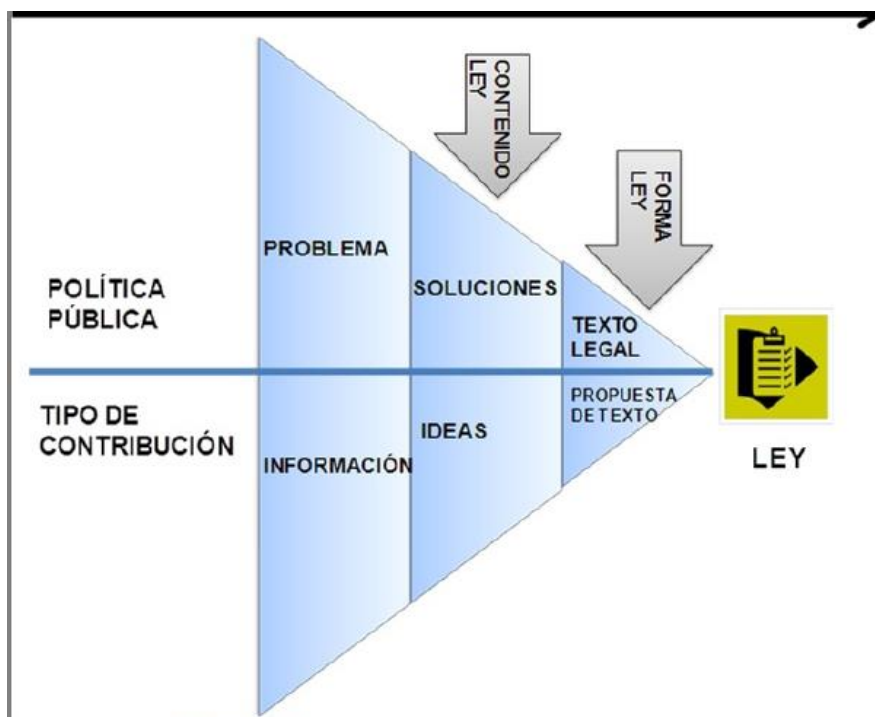 CONTENIDO
LEY
FORMA
LEY
PROBLEMA
SOLUCIONES
TEXTO
LEGAL
POLÍTICA
PÚBLICA
TIPO DE
CONTRIBUCIÓN
INFORMACIÓN
IDEAS
PROPUESTA
DE TEXTO
LEY